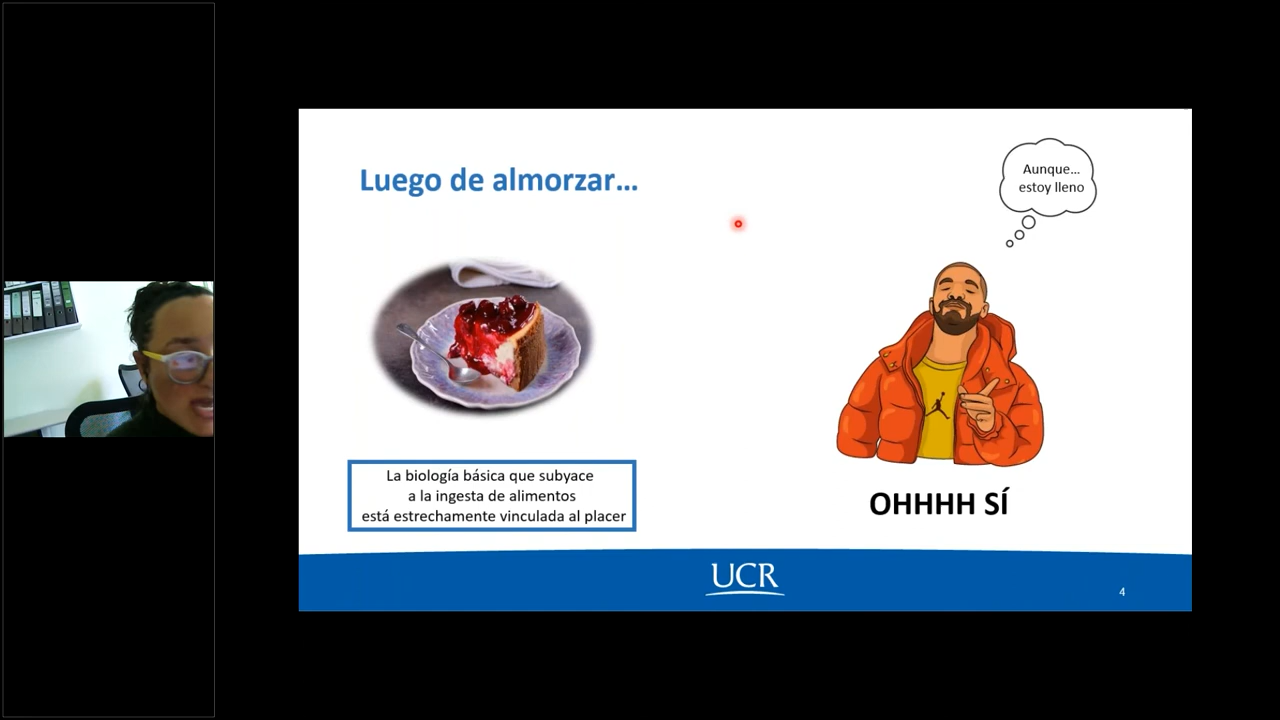 Luego de almorzar...
Aunque...
estoy lleno
La biología básica que subyace
a la ingesta de alimentos
está estrechamente vinculada al placer
OHHHH SÍ
UCR
4